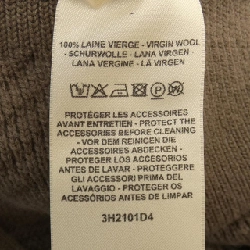 100% LAINE VIERGE - VIRGIN WOOL
- SCHURWOLLE - LANA VIRGEN -
LANA VERGINE - LÃ VIRGEM
PROTÉGER LES ACCESSOIRES
AVANT ENTRETIEN - PROTECT THE
ACCESSORIES BEFORE CLEANING
- VOR DEM REINIGEN DIE
ACCESSOIRES ABDECKEN -
PROTEGER LOS ACCESORIOS
ANTES DE LAVAR - PROTEGGERE
GLI ACCESSORI PRIMA DEL
LAVAGGIO - PROTEGER OS
ACESSÓRIOS ANTES DE LIMPAR
3H2101D4